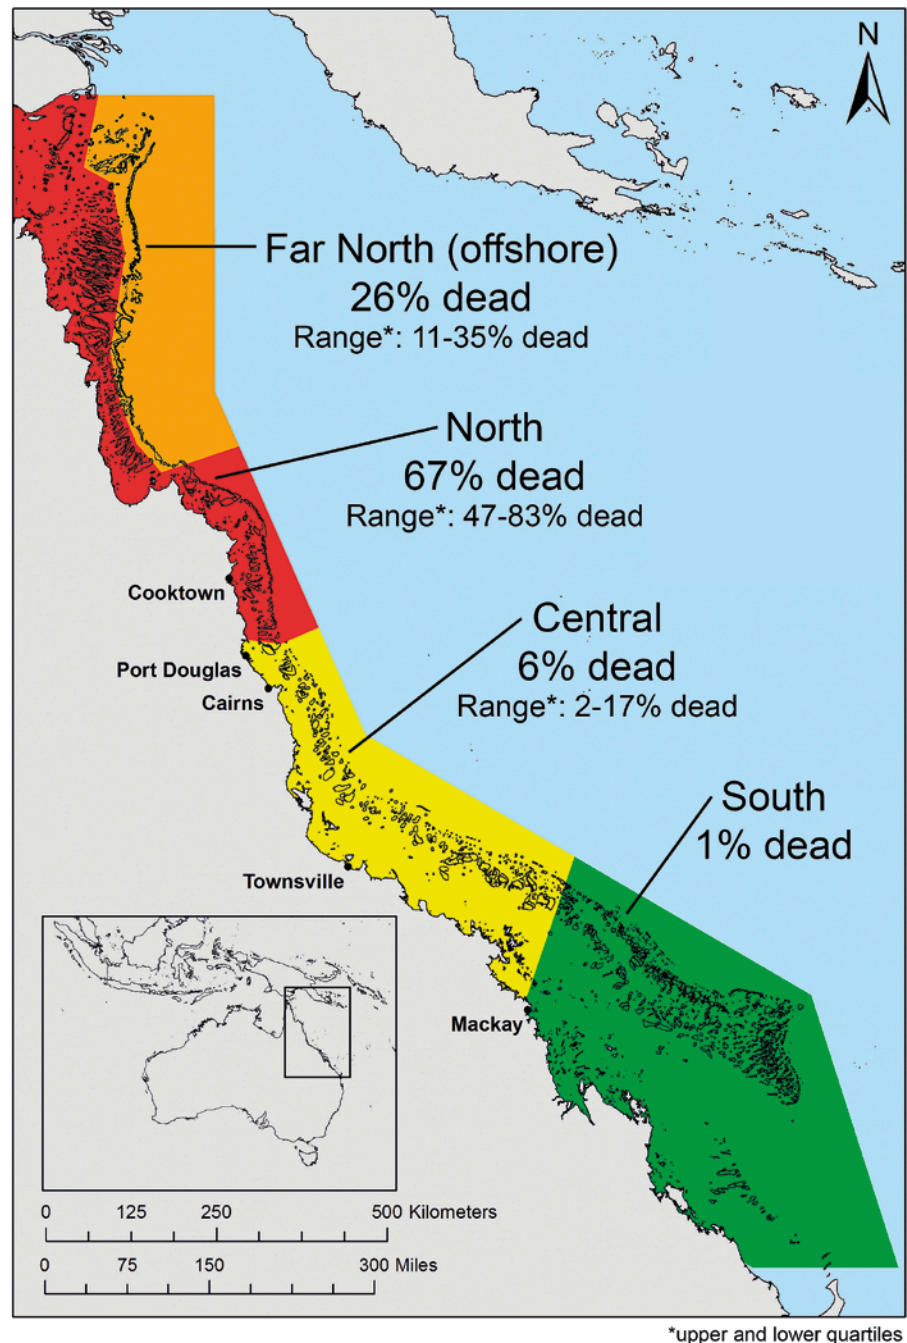 N
Far North (offshore)
26% dead
Range*: 11-35% dead
North
67% dead
Range*: 47-83% dead
Cooktown
Central
6% dead
Range*: 2-17% dead
Port Douglas
Cairns
South
1% dead
Townsville
Mackay
0 125 250 500 Kilometers
0 75 150 300 Miles
*upper and lower quartiles